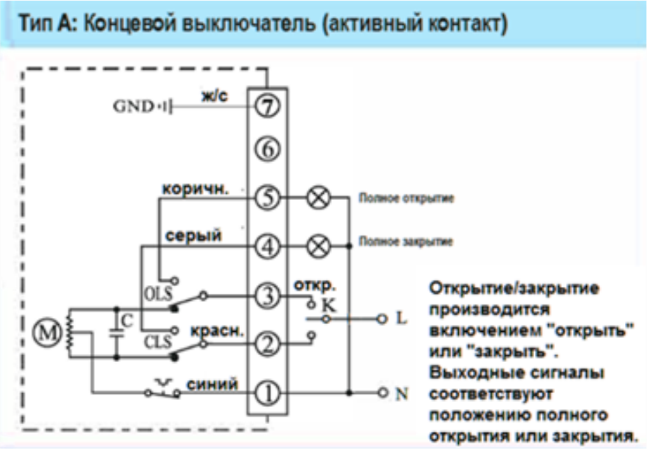 Тип А: Концевой выключатель (активный контакт)
GND ж/с 7
6
коричн. 5 Полное открытие
серый 4 Полное закрытие
OLS 3 откр. K
L
M C
CLS красн. 2
синий 1 N
Открытие/закрытие
производится
включением "открыть"
или "закрыть".
Выходные сигналы
соответствуют
положению полного
открытия или закрытия.